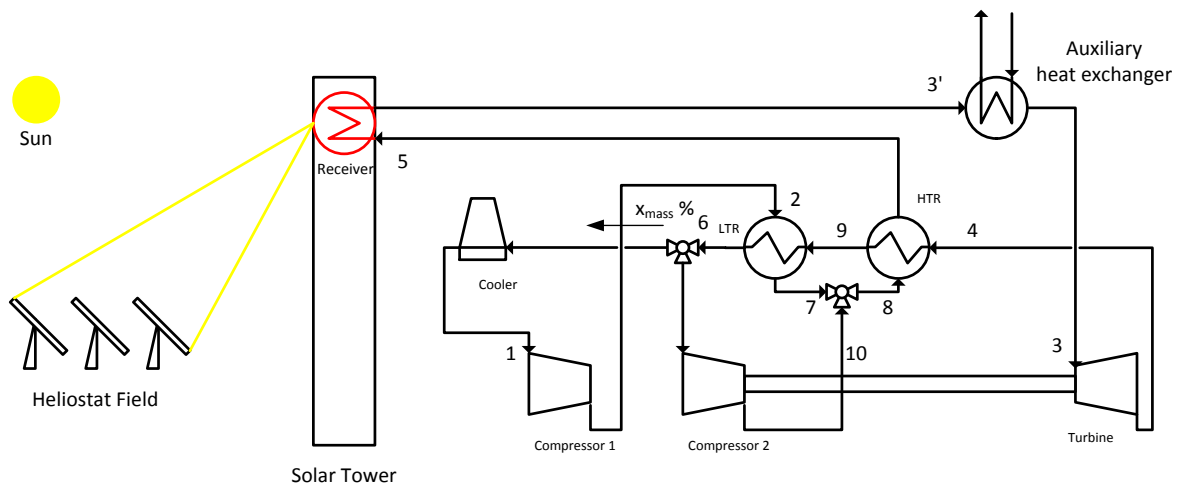 Auxiliary
heat exchanger
3'
Sun
Receiver
5
2
HTR
xmass %
6
LTR
9
4
Cooler
7
8
1
10
3
Heliostat Field
Compressor 1
Compressor 2
Turbine
Solar Tower